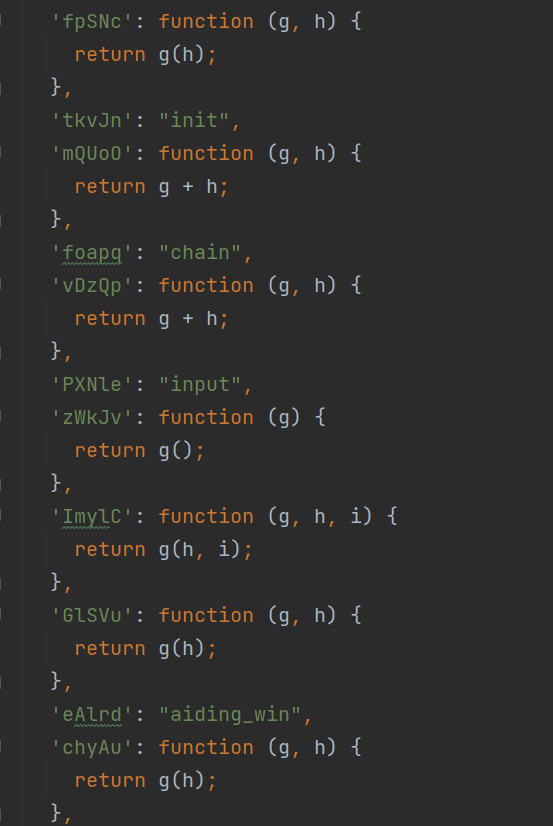 'fpSNc': function (g, h) {
return g(h);
},
'tkvJn': "init",
'mQUoO': function (g, h) {
return g + h;
},
'foapq': "chain",
'vDzQp': function (g, h) {
return g + h;
},
'PXNle': "input",
'zWkJv': function (g) {
return g();
},
'ImylC': function (g, h, i) {
return g(h, i);
},
'GlSVu': function (g, h) {
return g(h);
},
'eAlrd': "aiding_win",
'chyAu': function (g, h) {
return g(h);
},